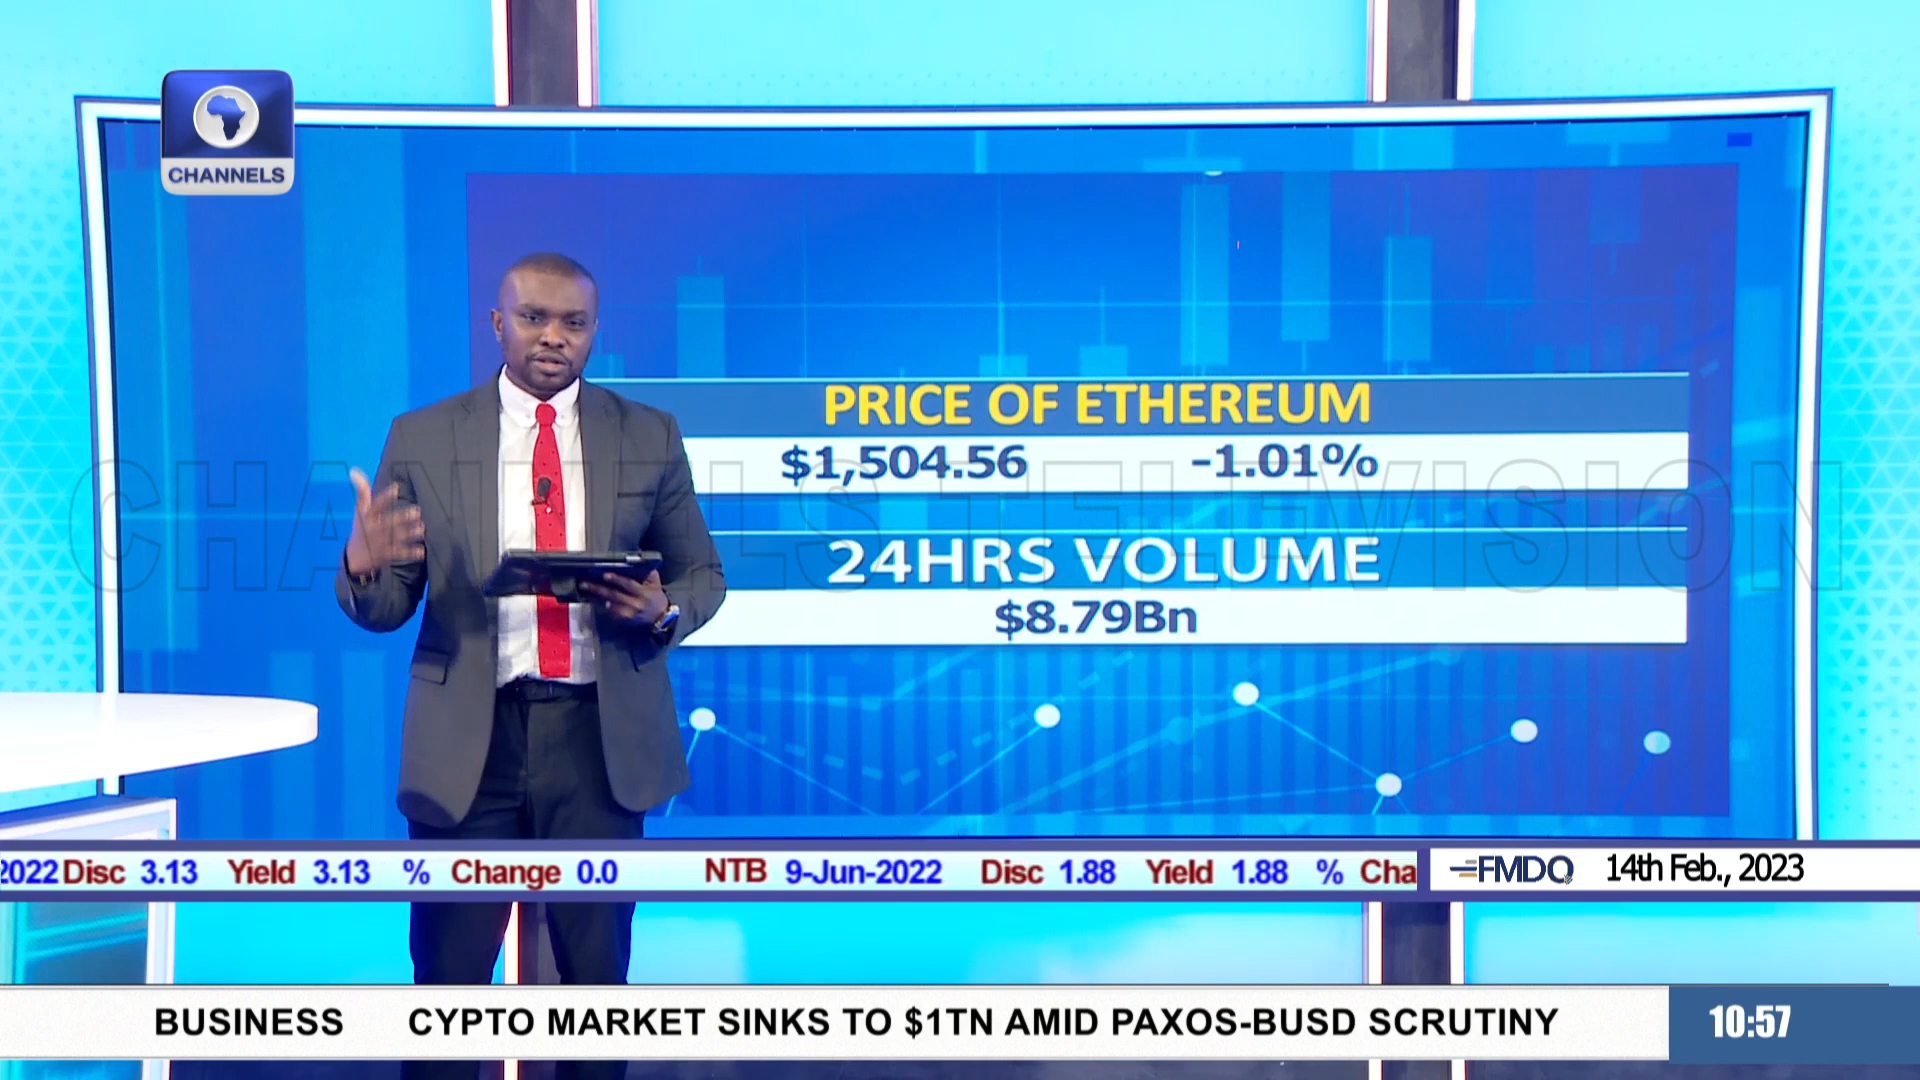 CHANNELS
PRICE OF ETHEREUM
$1,504.56 -1.01%
CHANNELS TELEVISION
24HRS VOLUME
$8.79Bn
2022 Disc 3.13 Yield 3.13 % Change 0.0 NTB 9-Jun-2022 Disc 1.88 Yield 1.88 % Cha
FMDQ 14th Feb., 2023
BUSINESS CYPTO MARKET SINKS TO $1TN AMID PAXOS-BUSD SCRUTINY
10:57